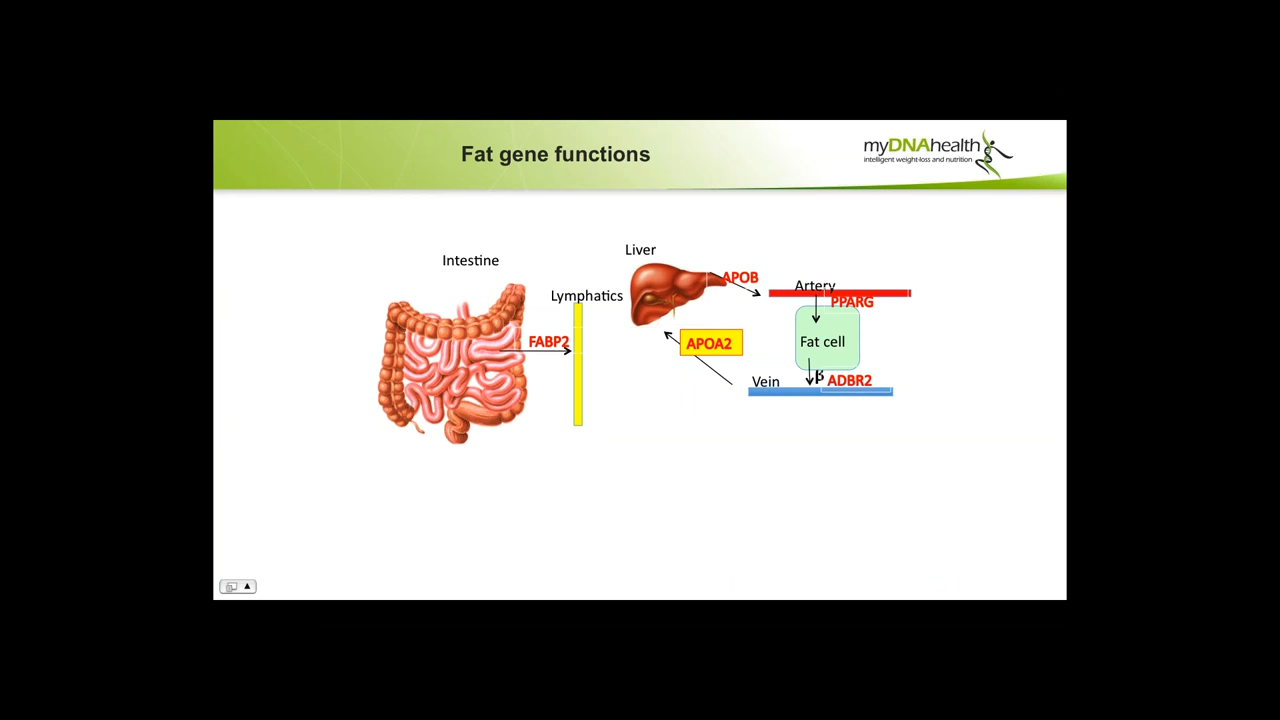 Fat gene functions
myDNAhealth
intelligent weight-loss and nutrition
Liver
Intestine
APOB
Artery
Lymphatics
PPARG
FABP2
APOA2
Fat cell
Vein
β ADBR2